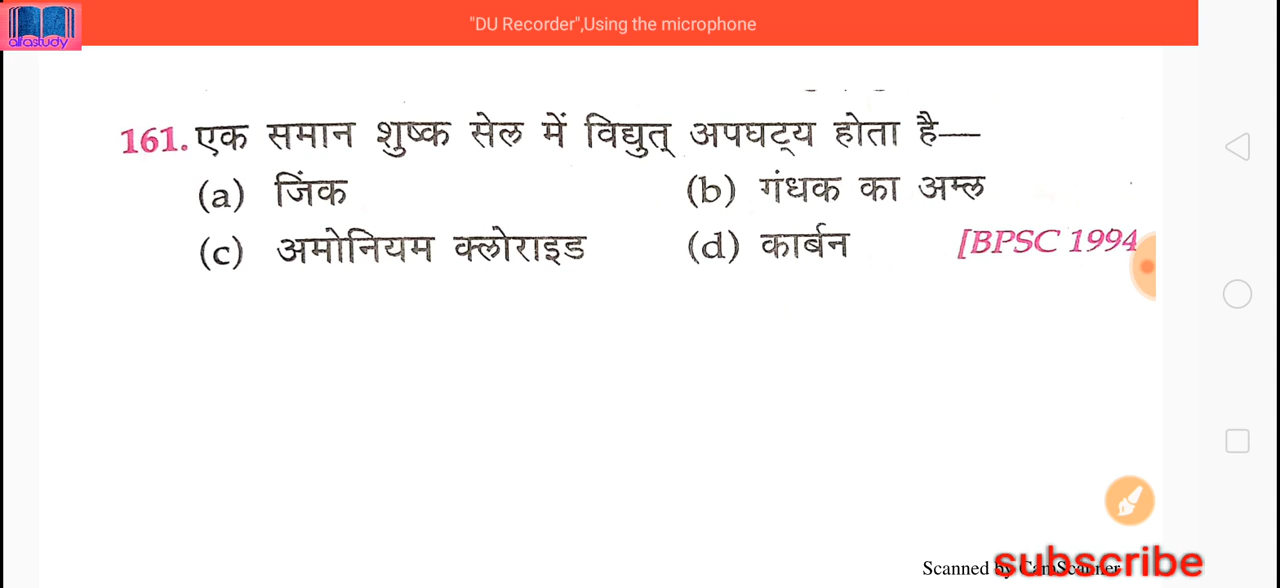 "DU Recorder",Using the microphone
allastudy
161. एक समान शुष्क सेल में विद्युत् अपघट्य होता है—
(a) जिंक (b) गंधक का अम्ल
(c) अमोनियम क्लोराइड (d) कार्बन [BPSC 1994
Scanned by CamScanner
subscribe